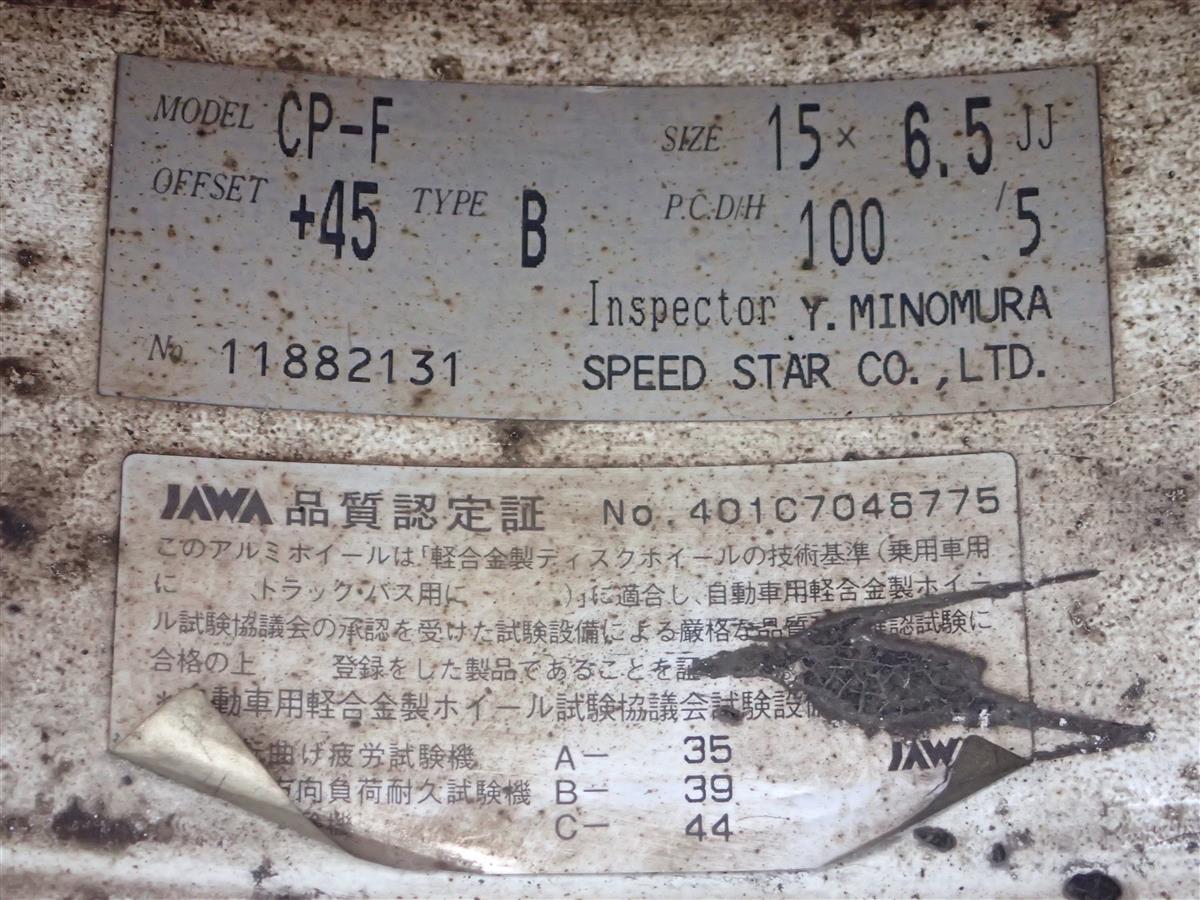 MODEL CP-F SIZE 15× 6.5 JJ
OFFSET +45 TYPE B P.C.D/H 100 /5
Inspector Y. MINOMURA
No. 11882131 SPEED STAR CO.,LTD.
JAWA 品質認定証 No.401C7046775
このアルミホイールは「軽合金製ディスクホイールの技術基準(乗用車用
に 、トラック・バス用に )」に適合し、自動車用軽合金製ホイー
ル試験協議会の承認を受けた試験設備による厳格な品質 認試験に
合格の上 登録をした製品であることを証
動車用軽合金製ホイール試験協議会試験設備
曲げ疲労試験機 A- 35
方向負荷耐久試験機 B- 39
機 C- 44
JAW